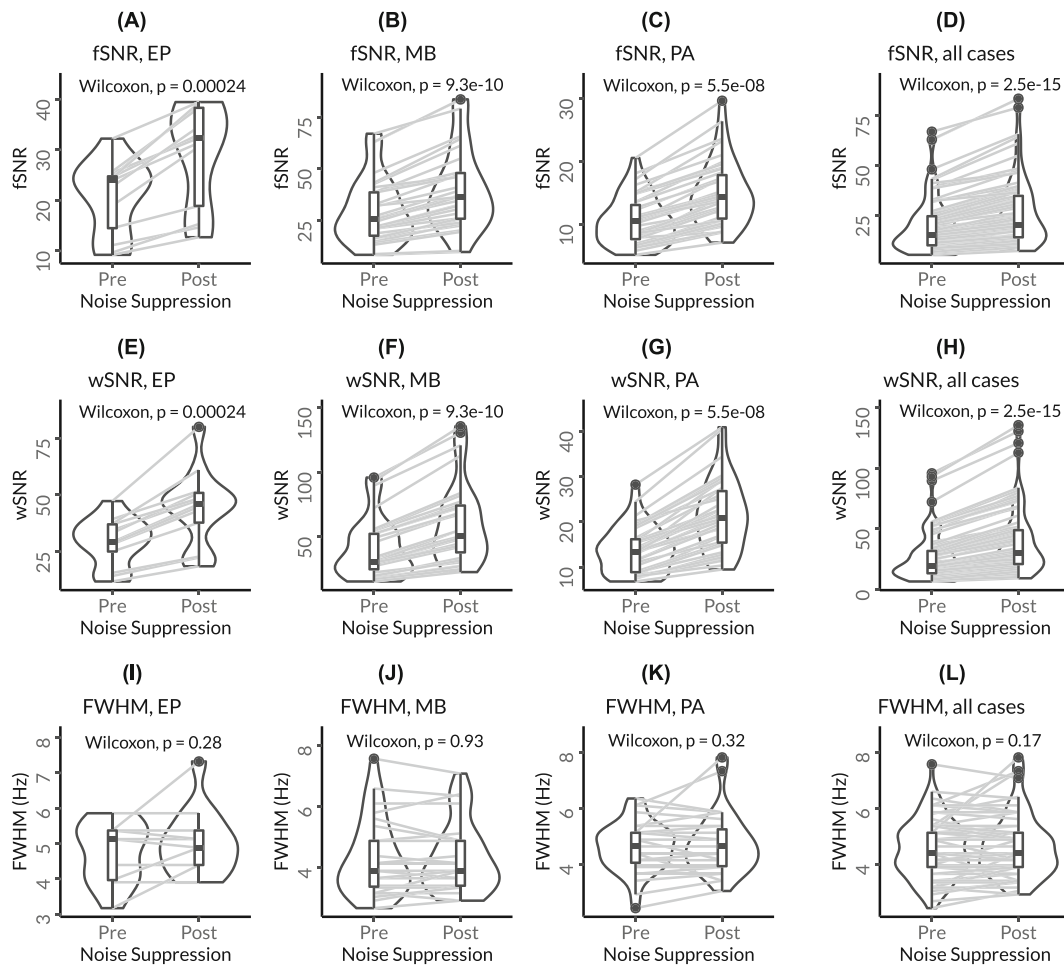 (A)
fSNR, EP
Wilcoxon, p = 0.00024
fSNR
40
30
20
10
Pre
Post
Noise Suppression
(B)
fSNR, MB
Wilcoxon, p = 9.3e-10
fSNR
75
50
25
Pre
Post
Noise Suppression
(C)
fSNR, PA
Wilcoxon, p = 5.5e-08
fSNR
30
20
10
Pre
Post
Noise Suppression
(D)
fSNR, all cases
Wilcoxon, p = 2.5e-15
fSNR
75
50
25
Pre
Post
Noise Suppression
(E)
wSNR, EP
Wilcoxon, p = 0.00024
wSNR
75
50
25
Pre
Post
Noise Suppression
(F)
wSNR, MB
Wilcoxon, p = 9.3e-10
wSNR
150
100
50
Pre
Post
Noise Suppression
(G)
wSNR, PA
Wilcoxon, p = 5.5e-08
wSNR
40
30
20
10
Pre
Post
Noise Suppression
(H)
wSNR, all cases
Wilcoxon, p = 2.5e-15
wSNR
150
100
50
0
Pre
Post
Noise Suppression
(I)
FWHM, EP
Wilcoxon, p = 0.28
FWHM (Hz)
8
7
6
5
4
3
Pre
Post
Noise Suppression
(J)
FWHM, MB
Wilcoxon, p = 0.93
FWHM (Hz)
8
6
4
Pre
Post
Noise Suppression
(K)
FWHM, PA
Wilcoxon, p = 0.32
FWHM (Hz)
8
6
4
Pre
Post
Noise Suppression
(L)
FWHM, all cases
Wilcoxon, p = 0.17
FWHM (Hz)
8
6
4
2
Pre
Post
Noise Suppression